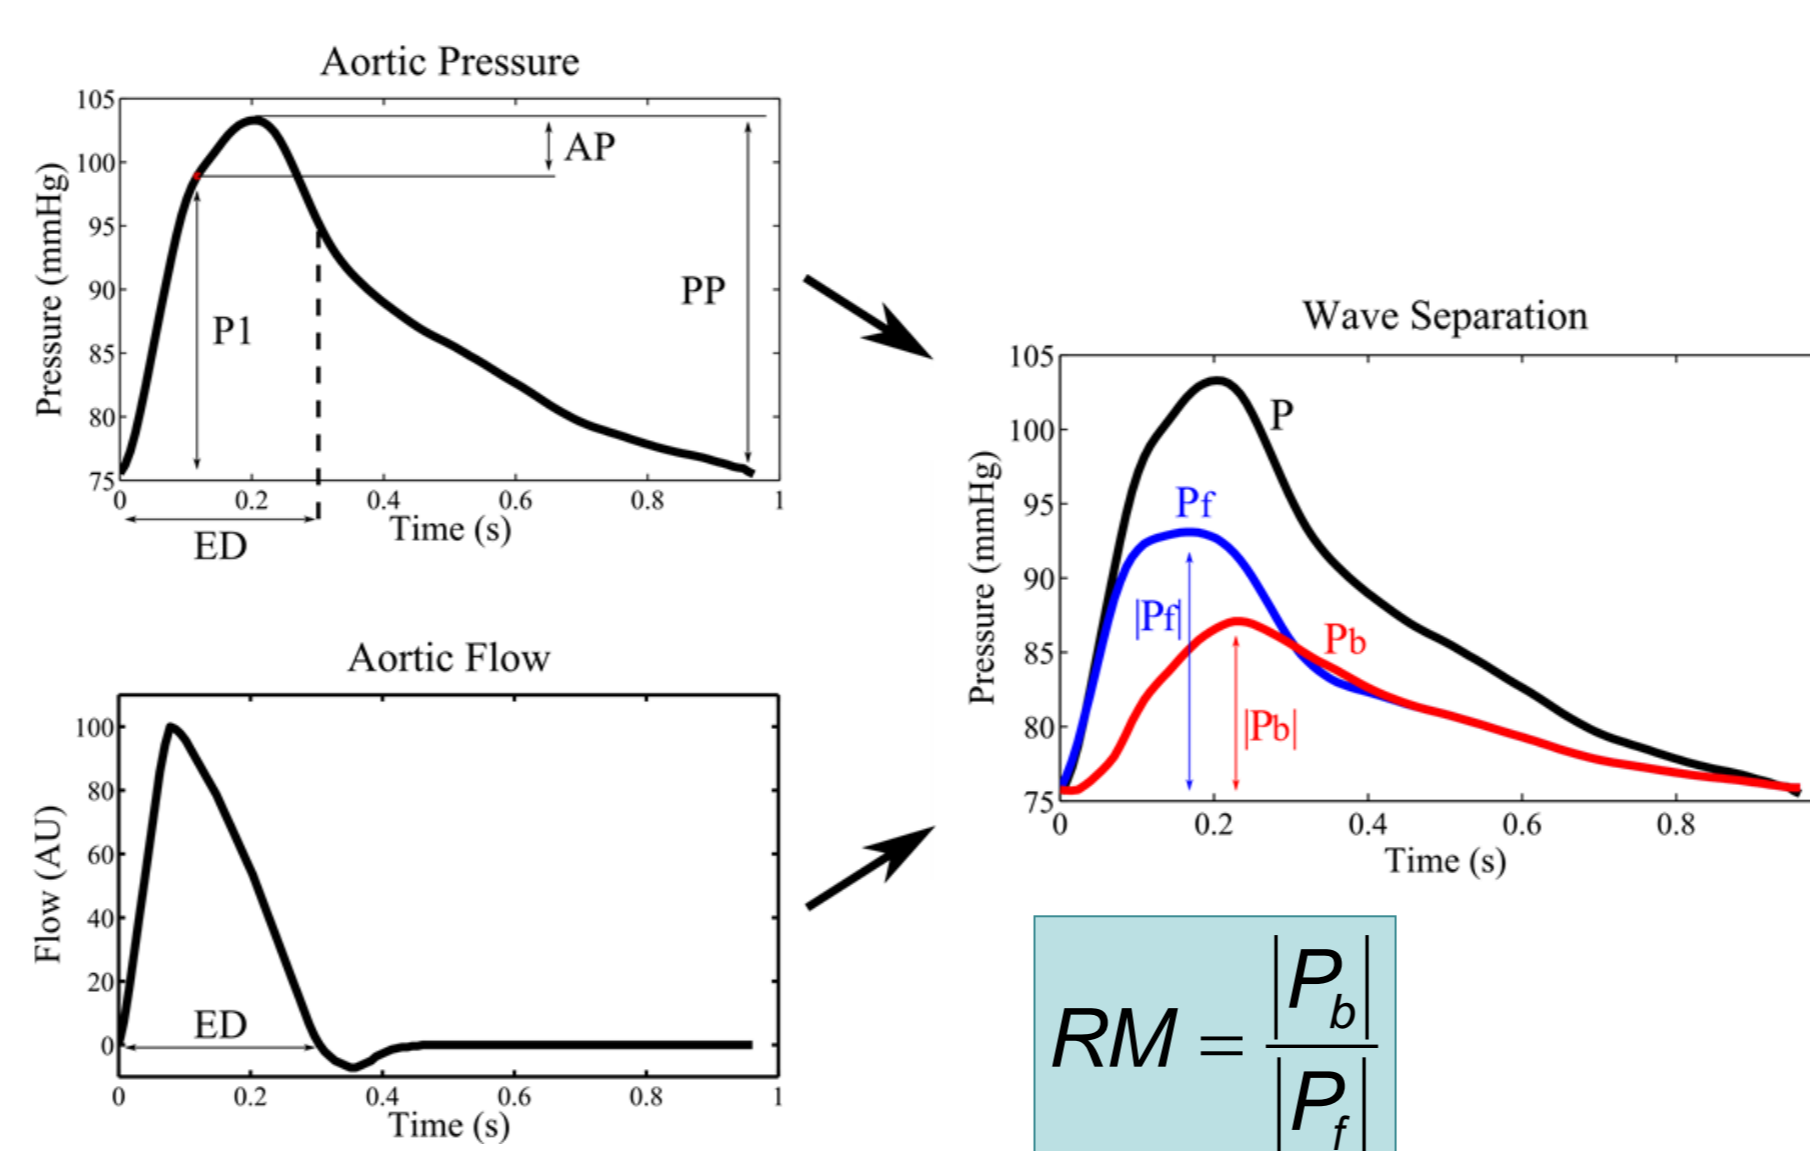 Aortic Pressure
105
100
95
90
85
80
75
Pressure (mmHg)
AP
P1
PP
0 0.2 0.4 0.6 0.8 1
Time (s)
ED
Aortic Flow
100
80
60
40
20
0
Flow (AU)
ED
0 0.2 0.4 0.6 0.8 1
Time (s)
Wave Separation
105
100
95
90
85
80
75
Pressure (mmHg)
P
Pf
|Pf|
Pb
|Pb|
0 0.2 0.4 0.6 0.8
Time (s)
RM = |Pb| / |Pf|